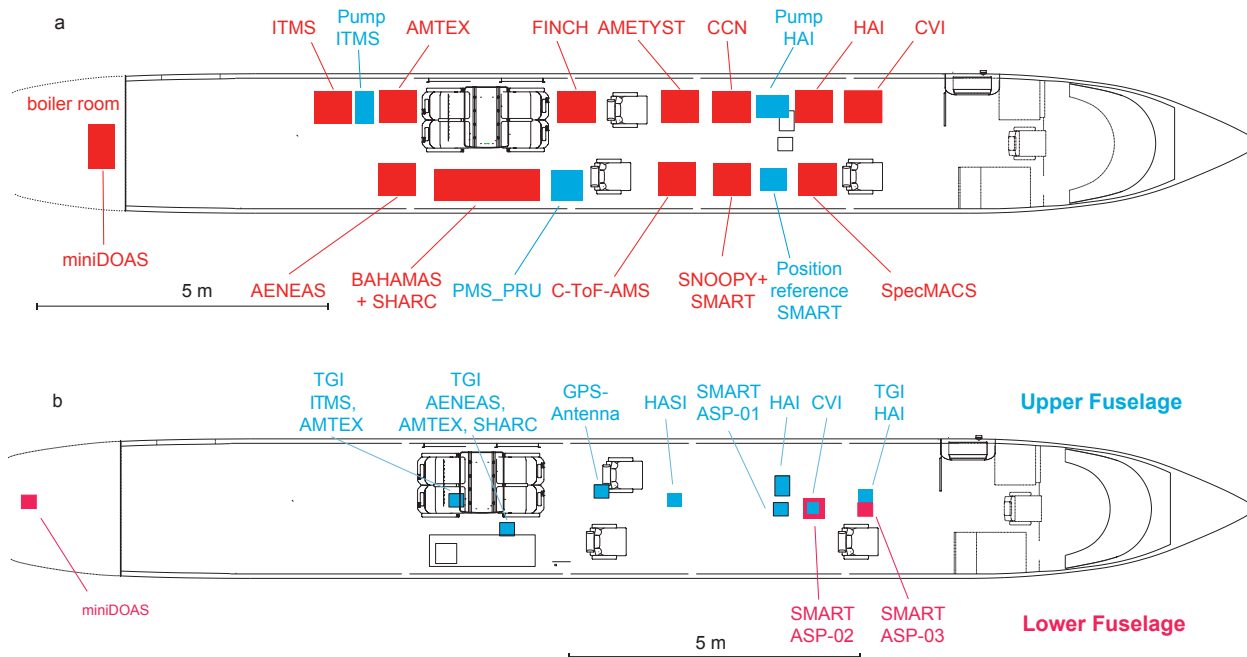 a
ITMS
Pump
ITMS
AMTEX
FINCH
AMETYST
CCN
Pump
HAI
HAI
CVI
boiler room
miniDOAS
AENEAS
BAHAMAS
+ SHARC
PMS_PRU
C-ToF-AMS
SNOOPY+
SMART
Position
reference
SMART
SpecMACS
5 m
b
TGI
ITMS,
AMTEX
TGI
AENEAS,
AMTEX, SHARC
GPS-
Antenna
HASI
SMART
ASP-01
HAI
CVI
TGI
HAI
Upper Fuselage
miniDOAS
SMART
ASP-02
SMART
ASP-03
Lower Fuselage
5 m